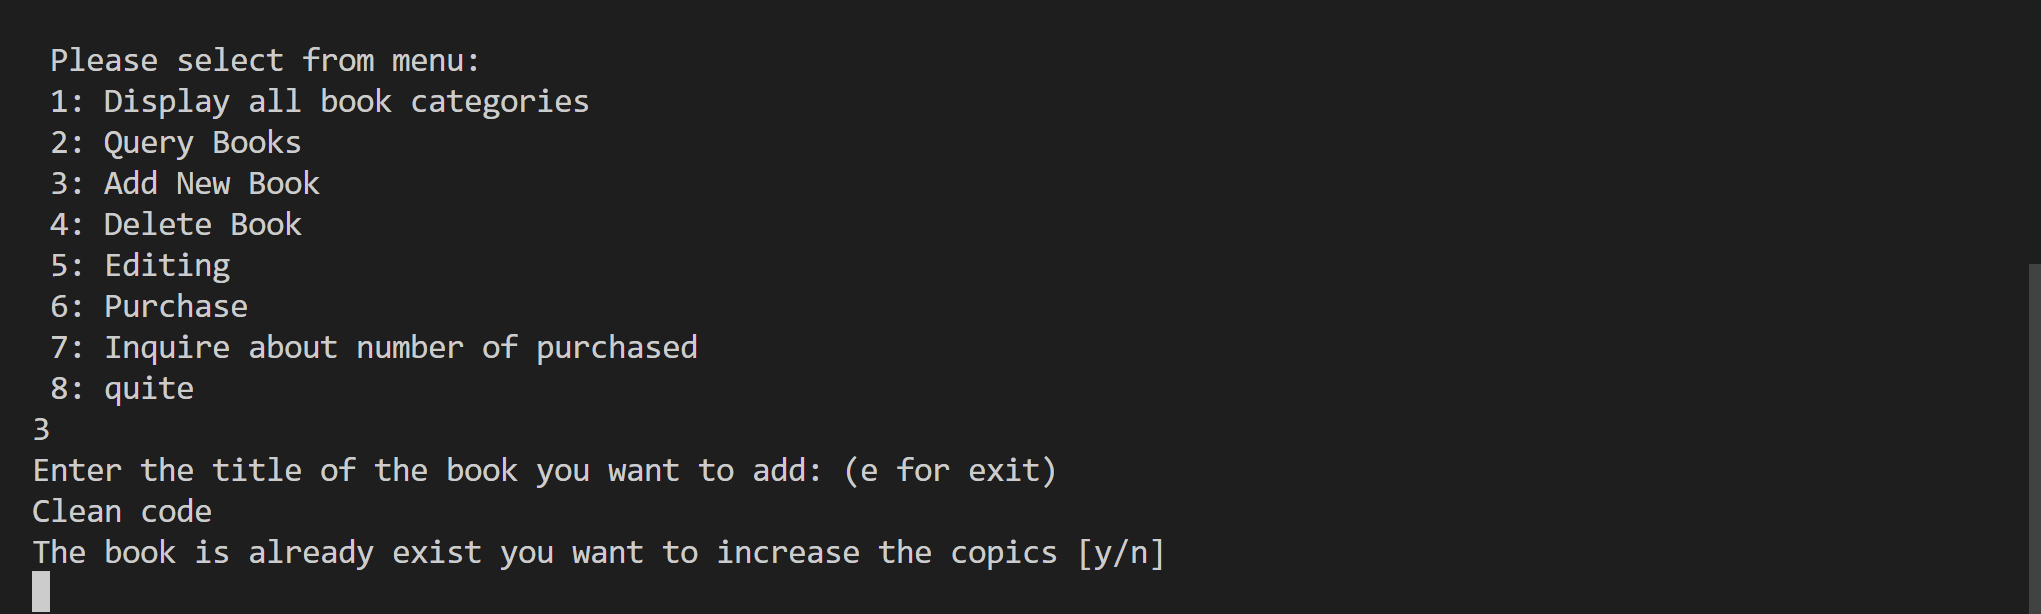 Please select from menu:
1: Display all book categories
2: Query Books
3: Add New Book
4: Delete Book
5: Editing
6: Purchase
7: Inquire about number of purchased
8: quite
3
Enter the title of the book you want to add: (e for exit)
Clean code
The book is already exist you want to increase the copics [y/n]